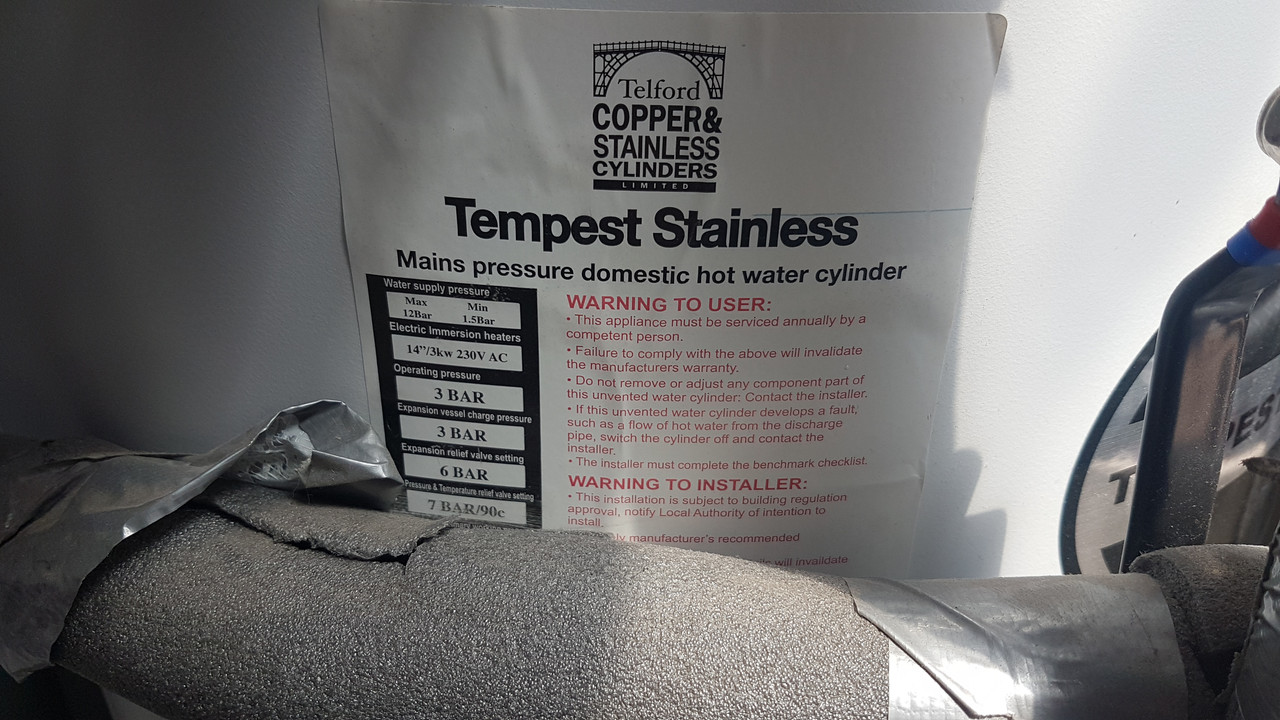 Telford
COPPER&
STAINLESS
CYLINDERS
LIMITED
Tempest Stainless
Mains pressure domestic hot water cylinder
Water supply pressure
Max Min
12Bar 1.5Bar
Electric Immersion heaters
14”/3kw 230V AC
Operating pressure
3 BAR
Expansion vessel charge pressure
3 BAR
Expansion relief valve setting
6 BAR
Pressure & Temperature relief valve setting
7 BAR/90c
WARNING TO USER:
• This appliance must be serviced annually by a
competent person.
• Failure to comply with the above will invalidate
the manufacturers warranty.
• Do not remove or adjust any component part of
this unvented water cylinder: Contact the installer.
• If this unvented water cylinder develops a fault,
such as a flow of hot water from the discharge
pipe, switch the cylinder off and contact the
installer.
• The installer must complete the benchmark checklist.
WARNING TO INSTALLER:
• This installation is subject to building regulation
approval, notify Local Authority of intention to
install.
manufacturer's recommended
will invaildate